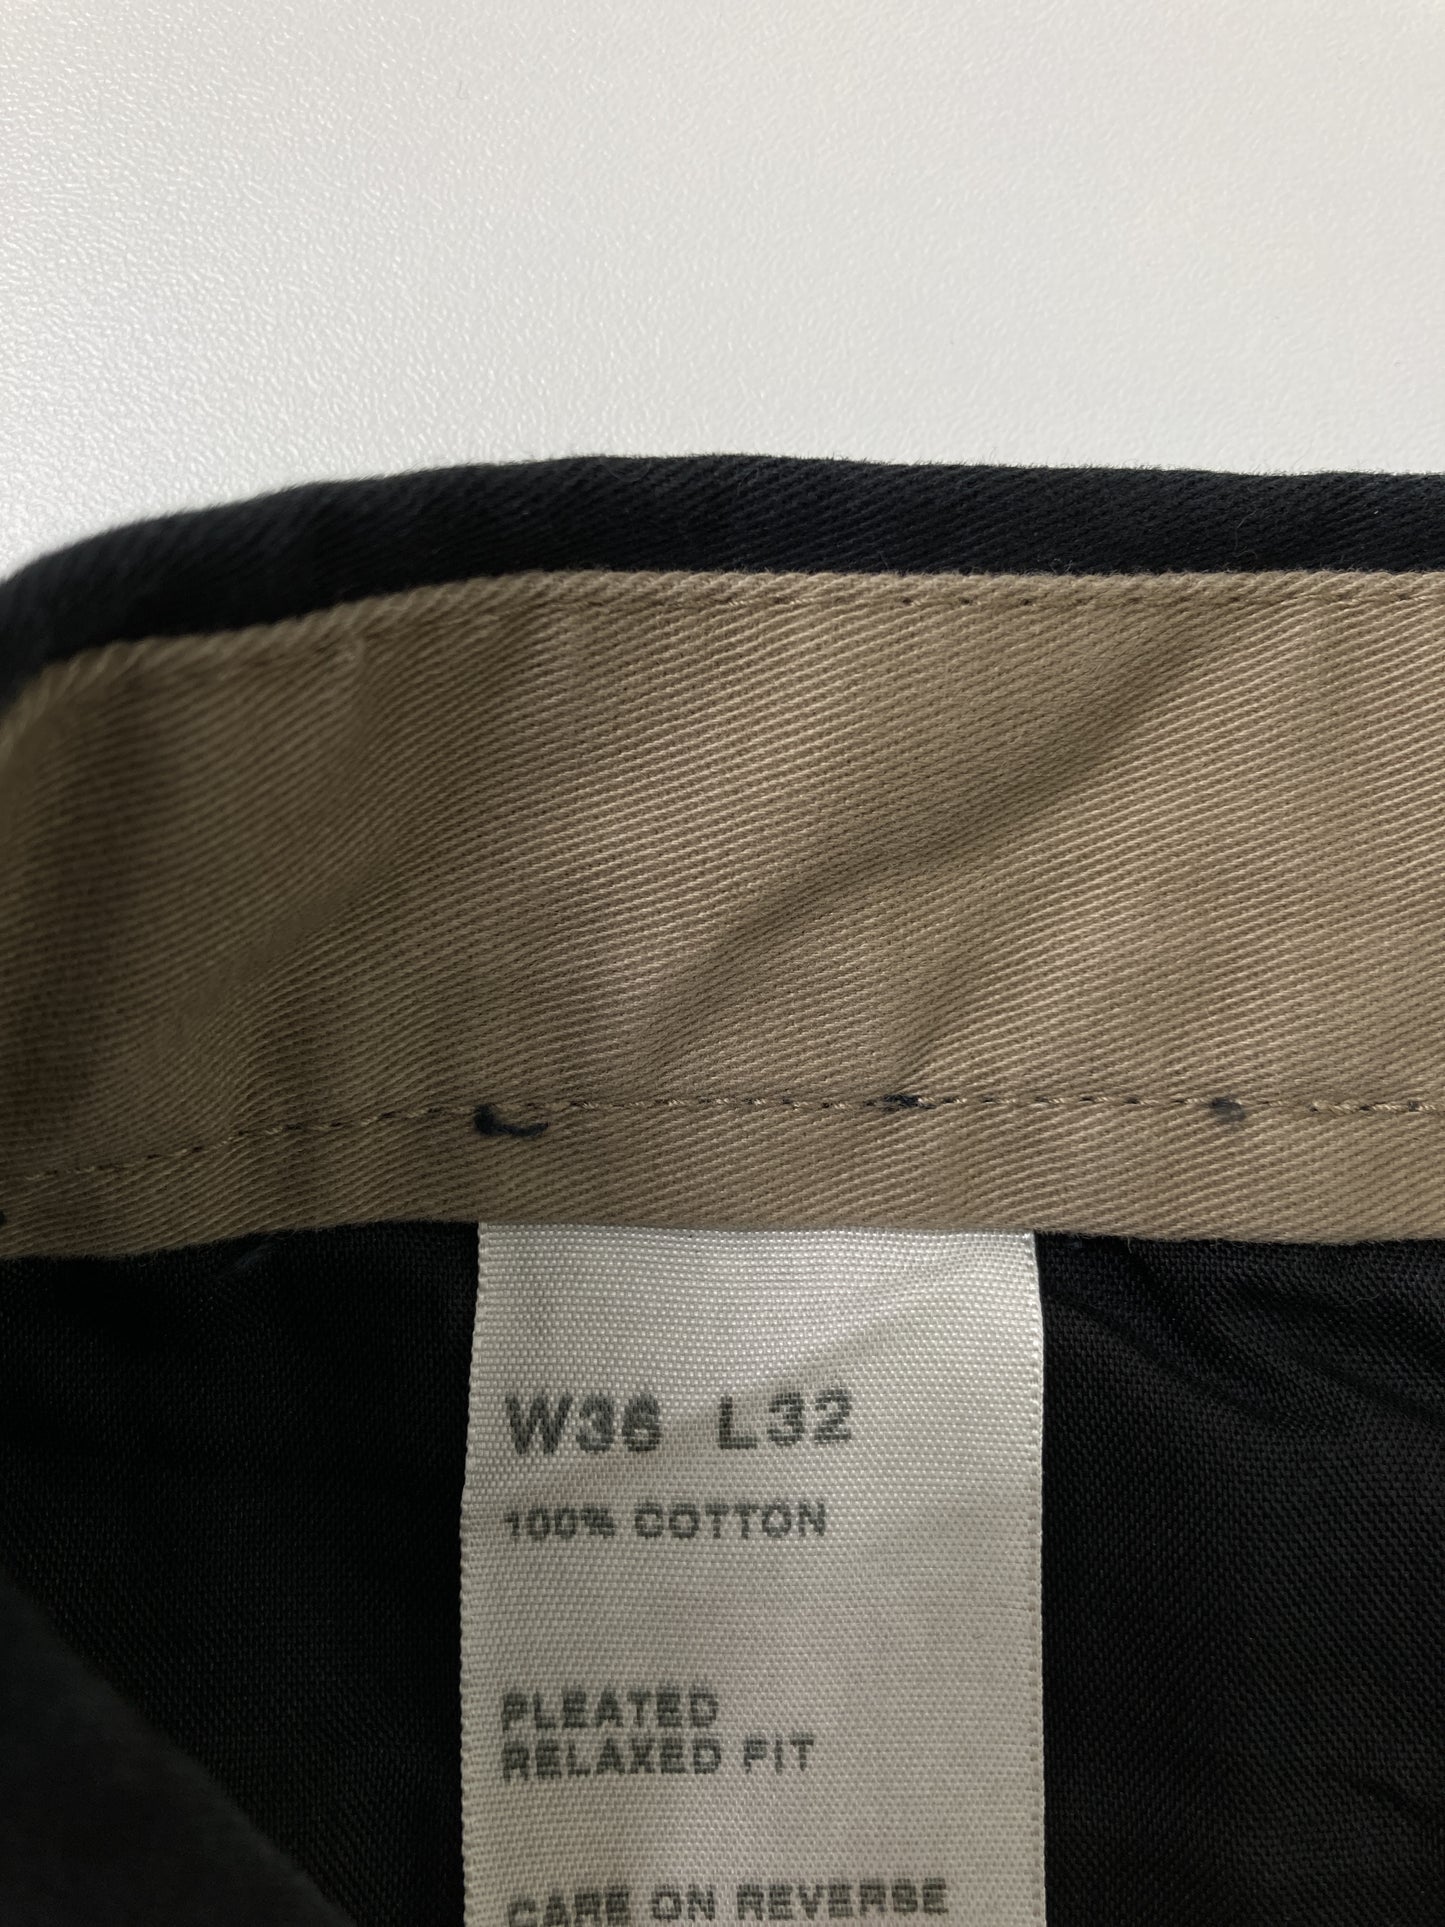 W36 L32
100% COTTON
PLEATED
RELAXED FIT
CARE ON REVERSE